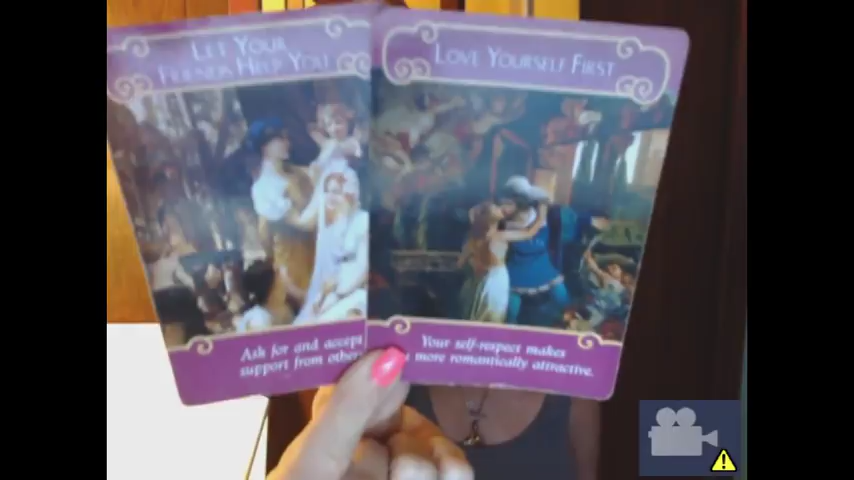 LET YOUR
FRIENDS HELP YOU
Ask for and accept
support from other
LOVE YOURSELF FIRST
Your self-respect makes
more romantically attractive.